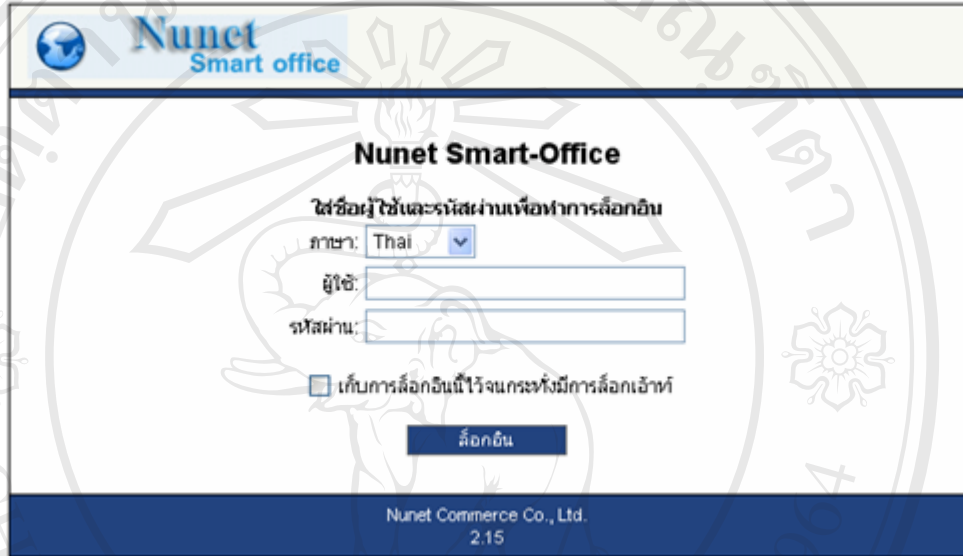 Nunet
Smart office
Nunet Smart-Office
ใส่ชื่อผู้ใช้และรหัสผ่านเพื่อทำการล็อกอิน
ภาษา: Thai
ผู้ใช้:
รหัสผ่าน:
เก็บการล็อกอินนี้ไว้จนกระทั่งมีการล็อกเอ้าท์
ล็อกอิน
Nunet Commerce Co., Ltd.
2.15